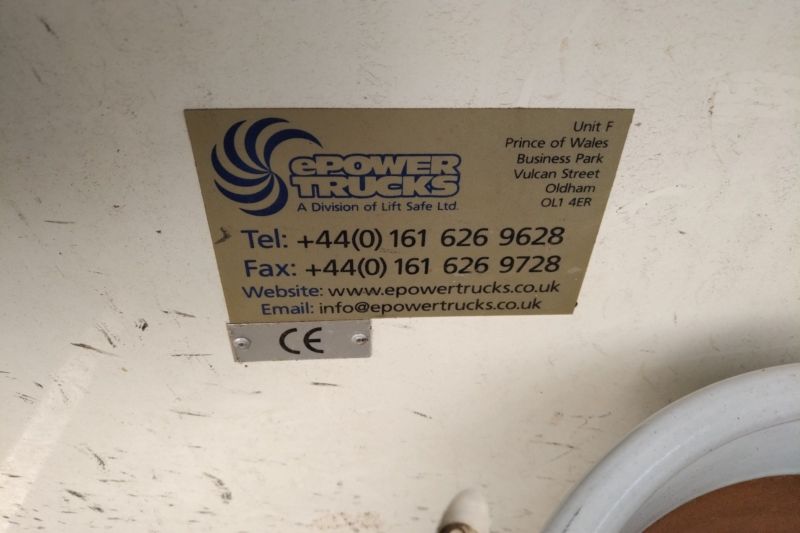 ePOWER
TRUCKS
A Division of Lift Safe Ltd.
Unit F
Prince of Wales
Business Park
Vulcan Street
Oldham
OL1 4ER
Tel: +44(0) 161 626 9628
Fax: +44(0) 161 626 9728
Website: www.epowertrucks.co.uk
Email: info@epowertrucks.co.uk
CE